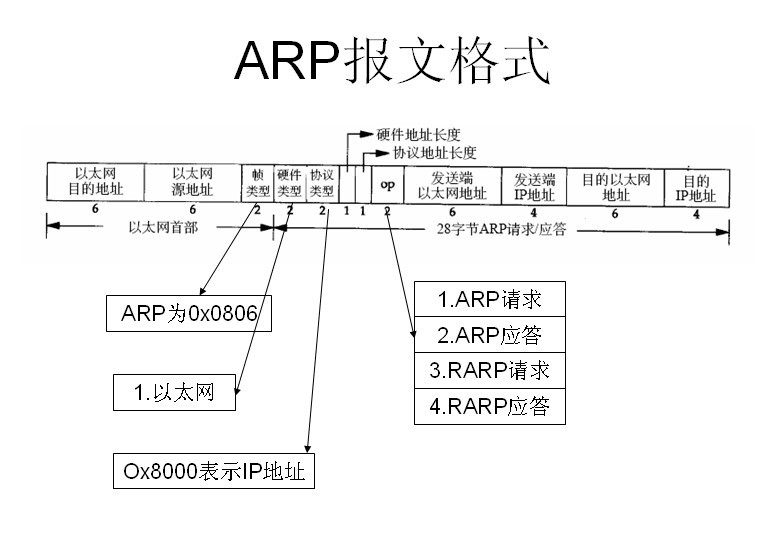 ARP报文格式
硬件地址长度
协议地址长度
以太网
目的地址
以太网
源地址
帧
类型
硬件
类型
协议
类型
op
发送端
以太网地址
发送端
IP地址
目的以太网
地址
目的
IP地址
6 6 2 2 2 1 1 2 6 4 6 4
以太网首部
28字节ARP请求/应答
ARP为0x0806
1.以太网
Ox8000表示IP地址
1.ARP请求
2.ARP应答
3.RARP请求
4.RARP应答